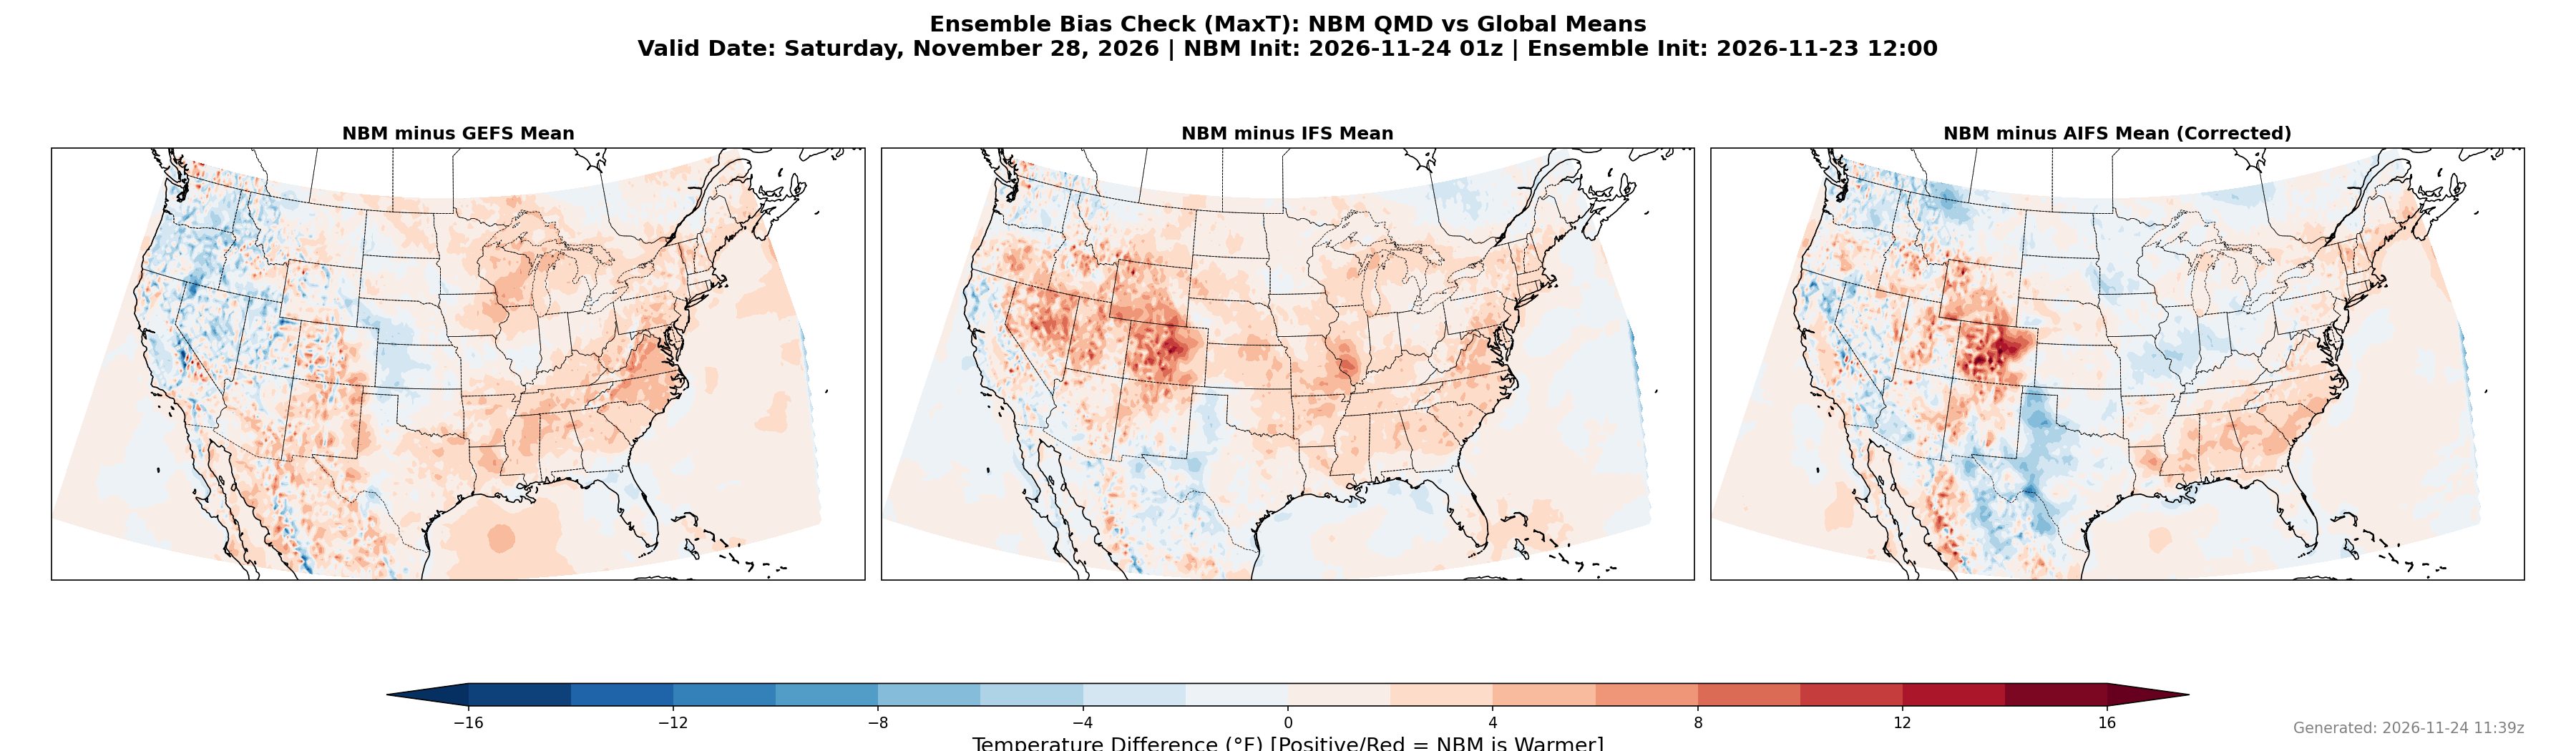 Ensemble Bias Check (MaxT): NBM QMD vs Global Means
Valid Date: Saturday, November 28, 2026 | NBM Init: 2026-11-24 01z | Ensemble Init: 2026-11-23 12:00
NBM minus GEFS Mean
NBM minus IFS Mean
NBM minus AIFS Mean (Corrected)
−16 −12 −8 −4 0 4 8 12 16
Generated: 2026-11-24 11:39z
Temperature Difference (°F) [Positive/Red = NBM is Warmer]